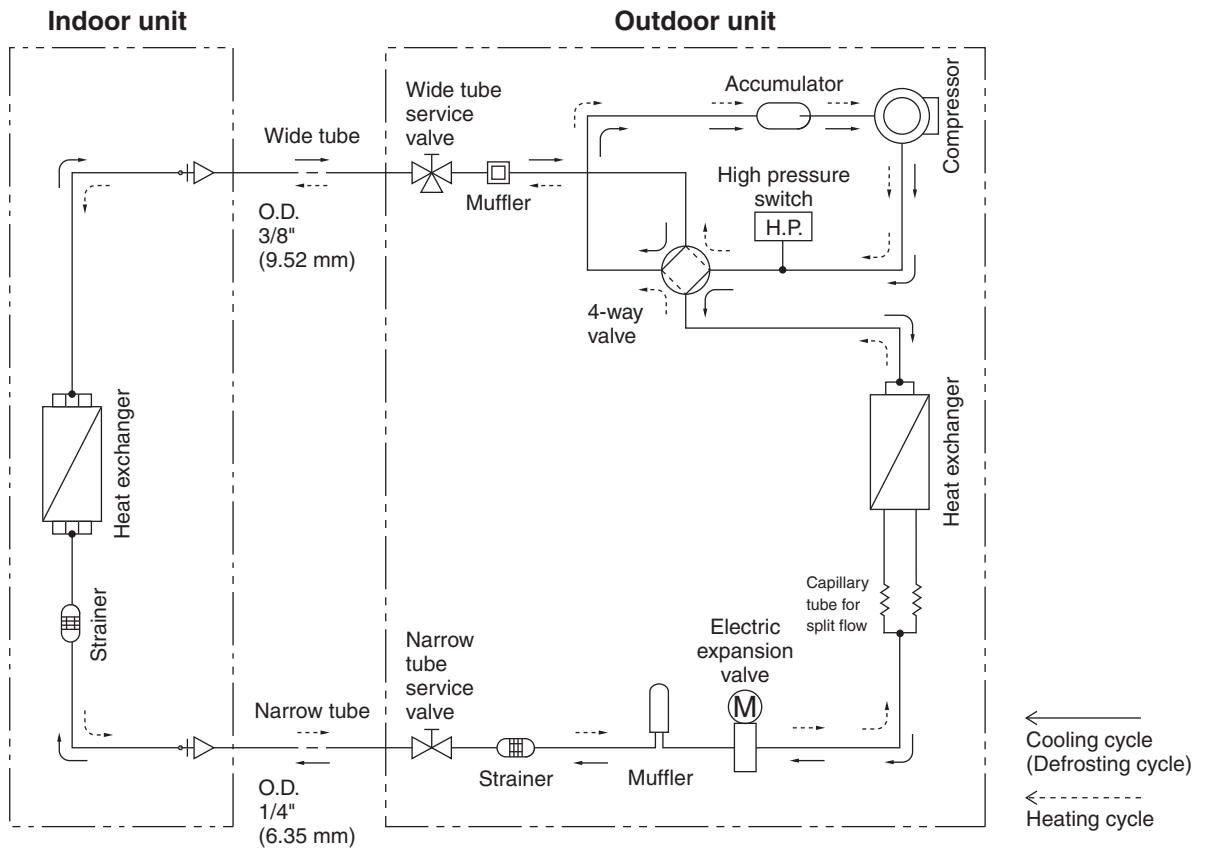 Indoor unit
Outdoor unit
Wide tube
service
valve
Accumulator
Compressor
Wide tube
Muffler
High pressure
switch
H.P.
O.D.
3/8"
(9.52 mm)
4-way
valve
Heat exchanger
Heat exchanger
Capillary
tube for
split flow
Strainer
Electric
expansion
valve
M
Narrow
tube
service
valve
Narrow tube
Strainer
Muffler
O.D.
1/4"
(6.35 mm)
Cooling cycle
(Defrosting cycle)
Heating cycle